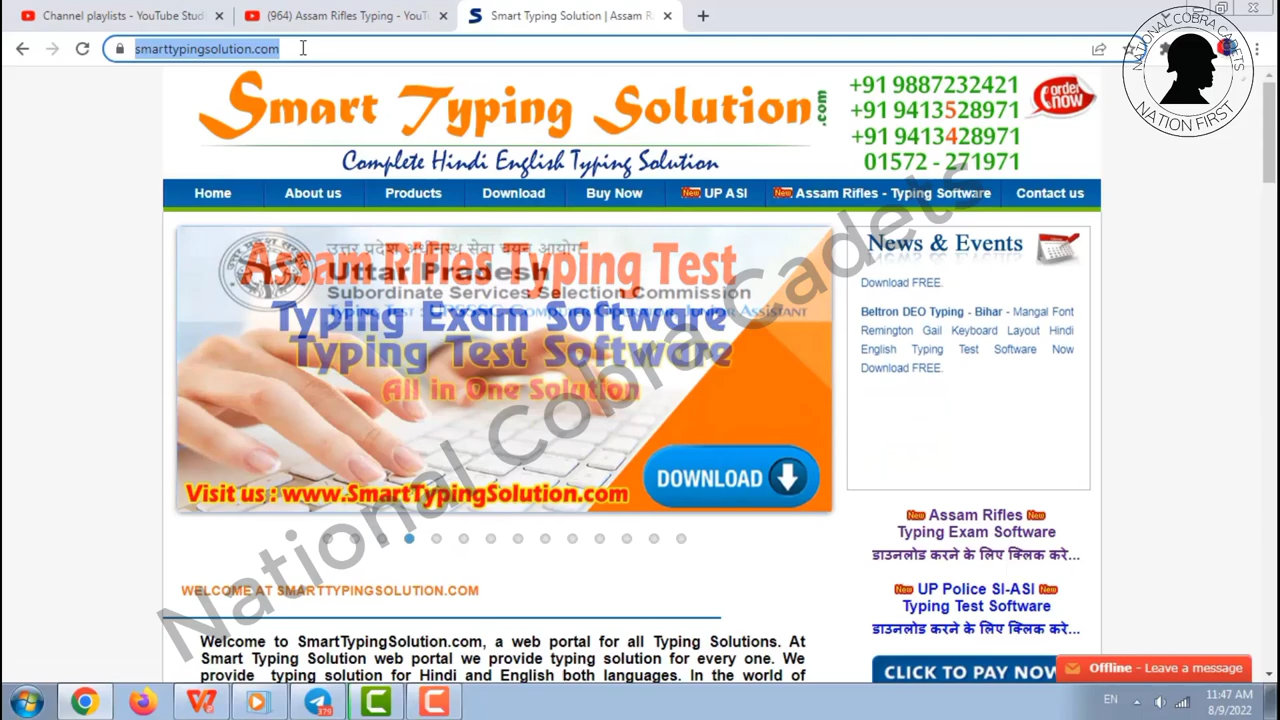 Channel playlists - YouTube Stud
(964) Assam Rifles Typing - YouT
Smart Typing Solution | Assam R
smarttypingsolution.com
NATIONAL COBRA CADETS
NATION FIRST
Smart Typing Solution .com
Complete Hindi English Typing Solution
+91 9887232421
+91 9413528971
+91 9413428971
01572 - 271971
order now
Home
About us
Products
Download
Buy Now
New UP ASI
New Assam Rifles - Typing Software
Contact us
उत्तर प्रदेश अधीनस्थ सेवा चयन आयोग
Assam Rifles Typing Test
Uttar Pradesh
Subordinate Services Selection Commission
Typing Test : UPSSSC Computer Operator Junior Assistant
Typing Exam Software
Typing Test Software
All in One Solution
DOWNLOAD
Visit us : www.SmartTypingSolution.com
News & Events
Download FREE.
Beltron DEO Typing - Bihar - Mangal Font
Remington Gail Keyboard Layout Hindi
English Typing Test Software Now
Download FREE.
New Assam Rifles New
Typing Exam Software
डाउनलोड करने के लिए क्लिक करे...
New UP Police SI-ASI New
Typing Test Software
डाउनलोड करने के लिए क्लिक करे...
CLICK TO PAY NOW
National Cobra Cadets
WELCOME AT SMARTTYPINGSOLUTION.COM
Welcome to SmartTypingSolution.com, a web portal for all Typing Solutions. At
Smart Typing Solution web portal we provide typing solution for every one. We
provide typing solution for Hindi and English both languages. In the world of
Offline - Leave a message
379
EN
11:47 AM
8/9/2022